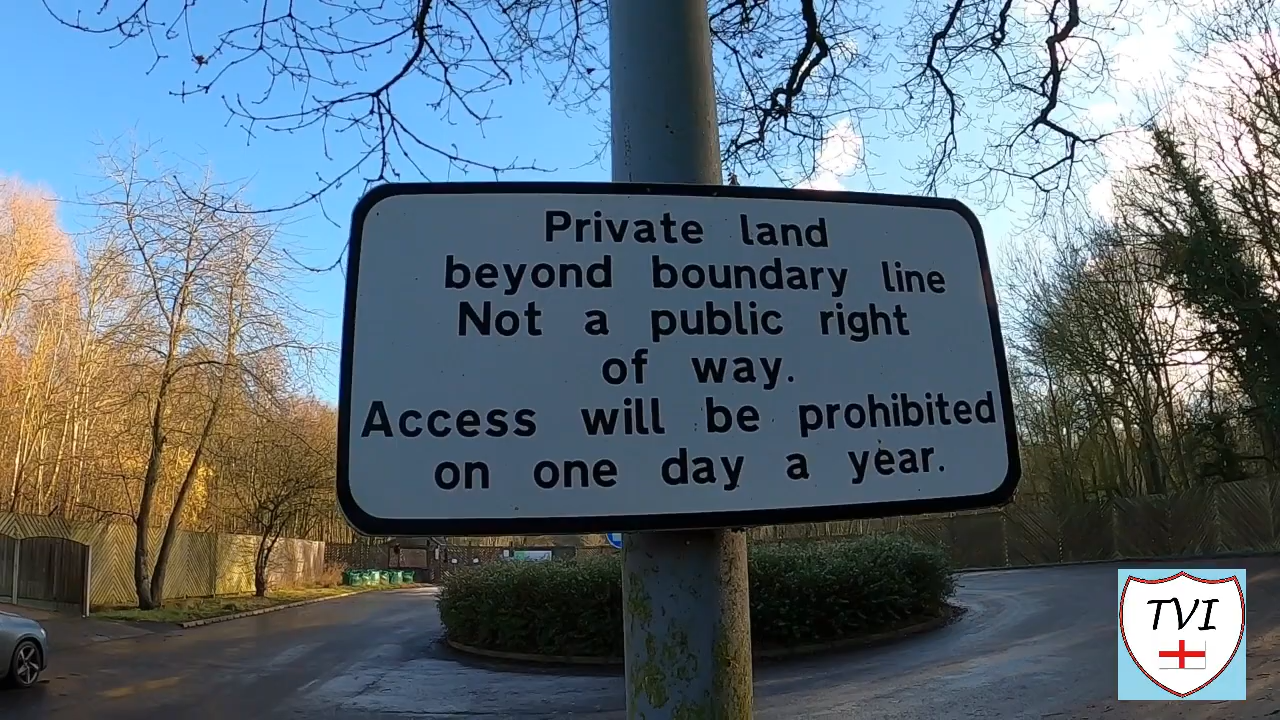 Private land
beyond boundary line
Not a public right
of way.
Access will be prohibited
on one day a year.
TVI